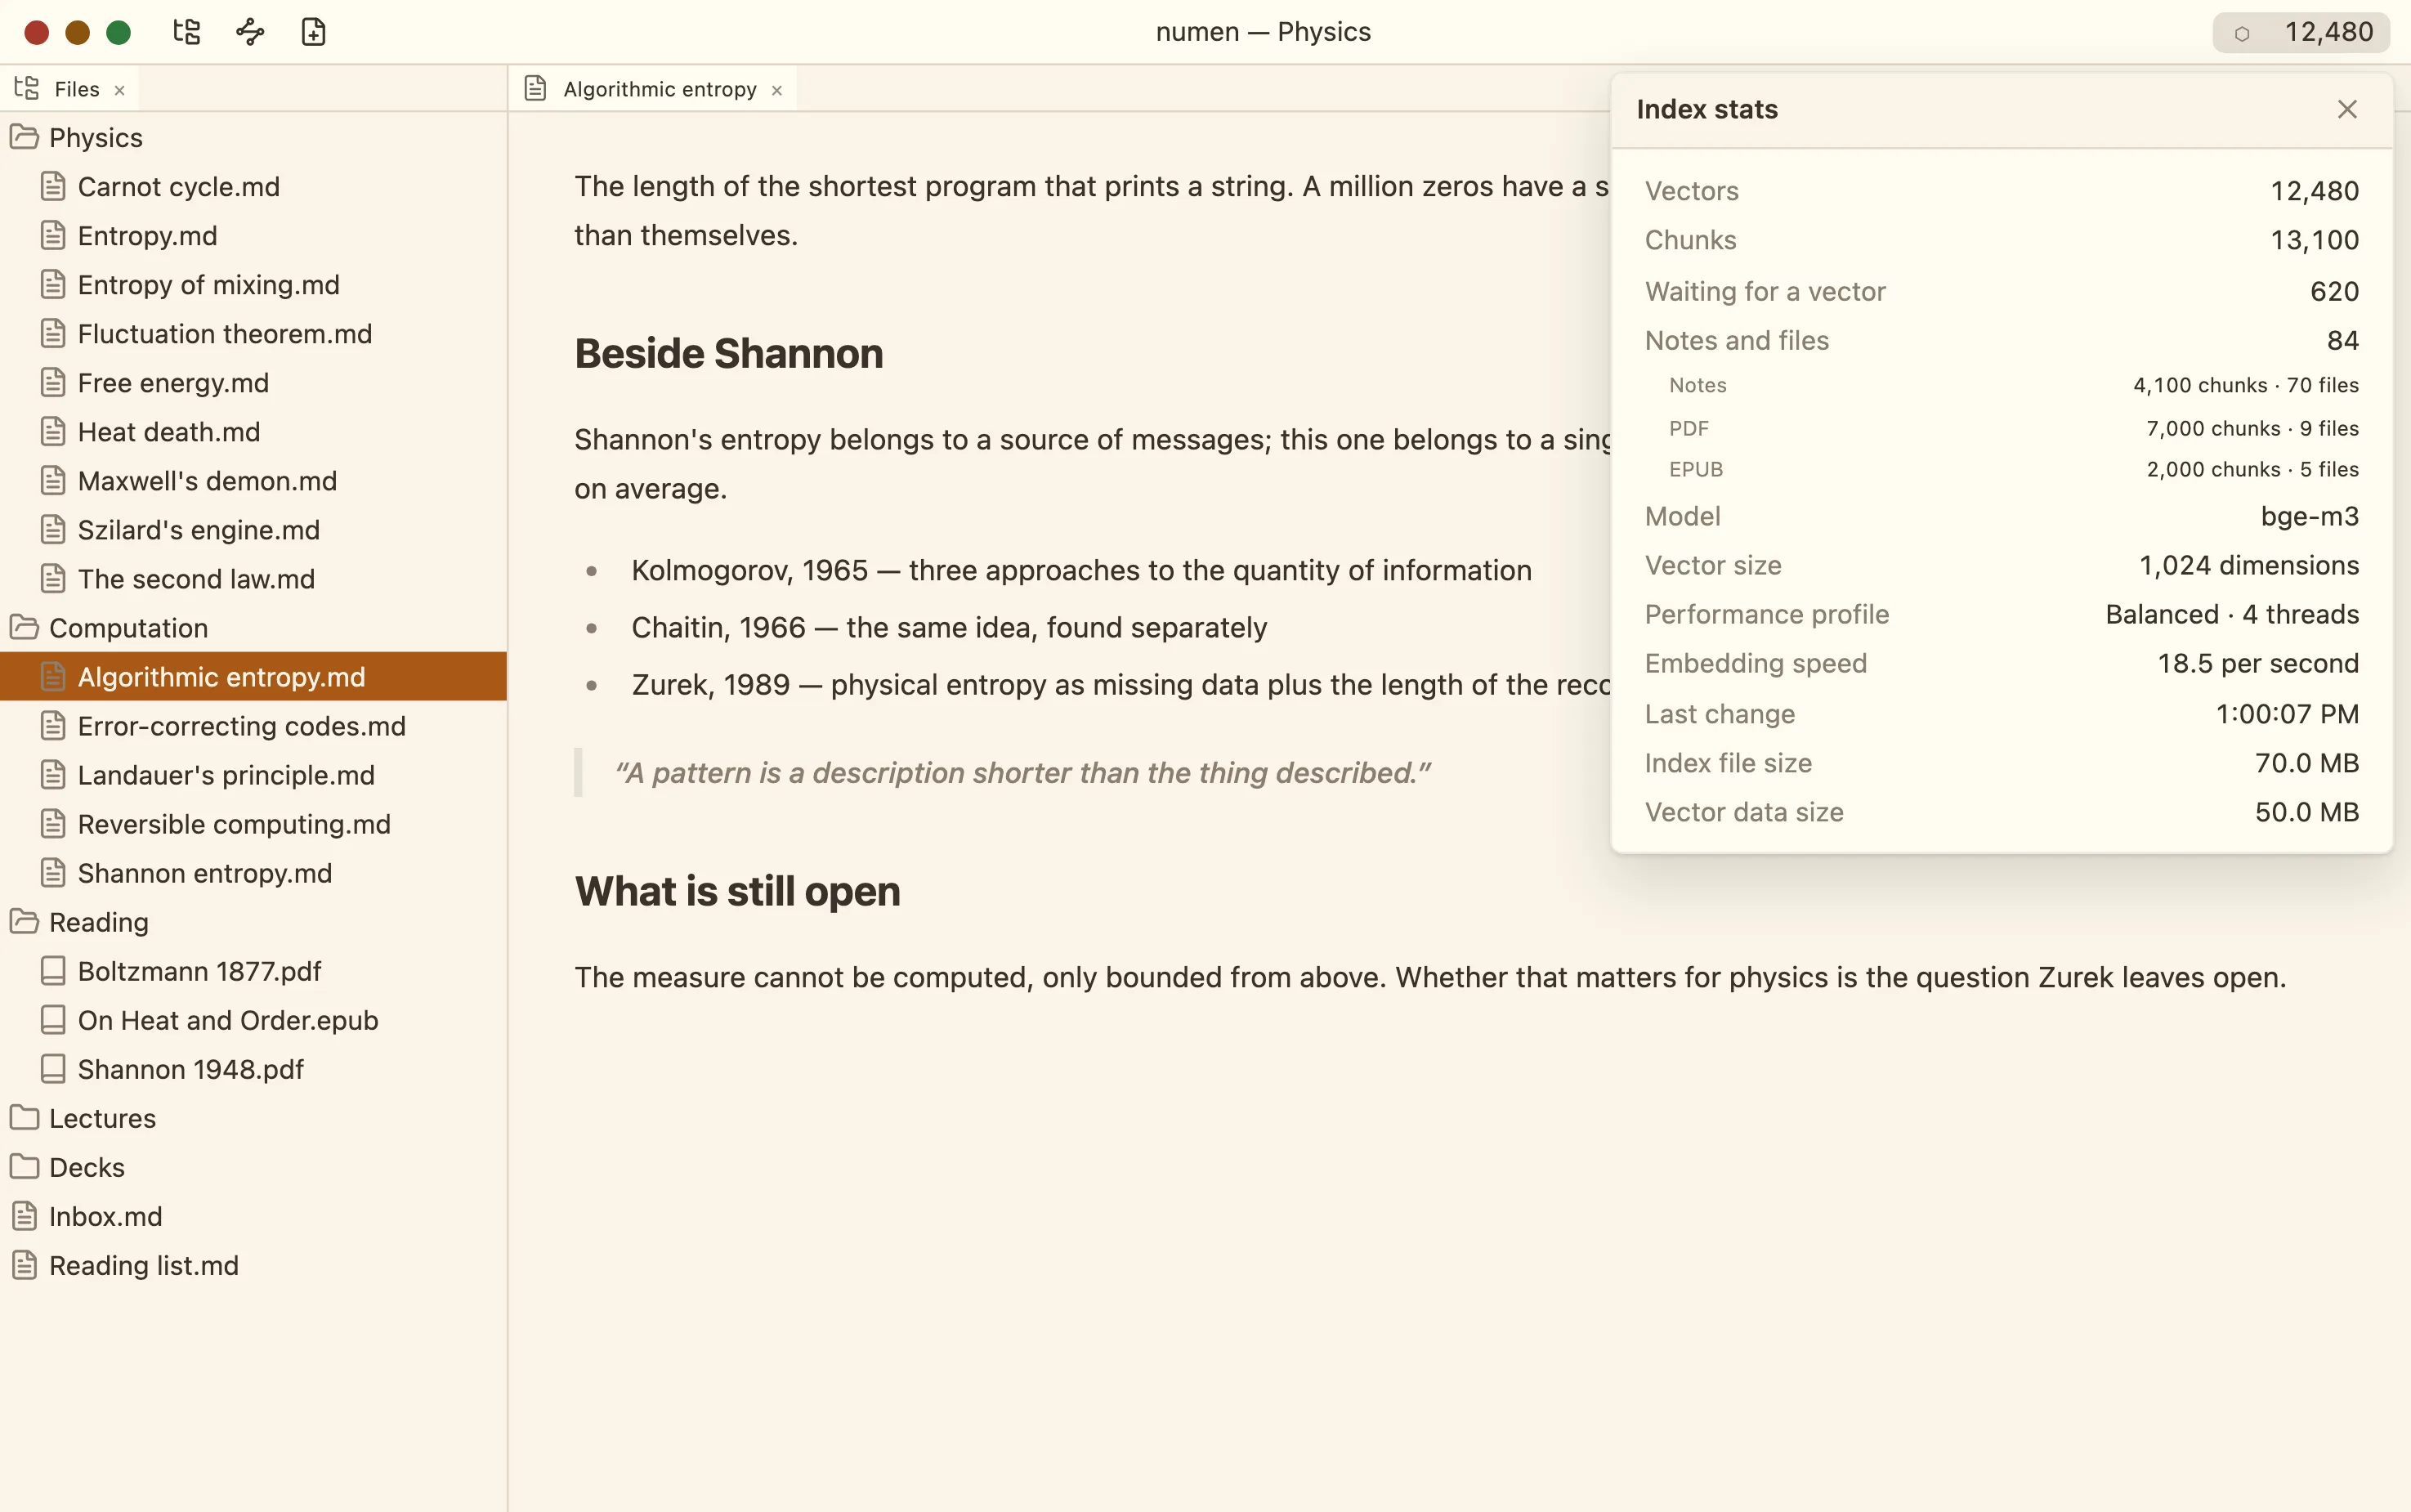 numen — Physics
12,480
Files
Algorithmic entropy
Physics
Carnot cycle.md
Entropy.md
Entropy of mixing.md
Fluctuation theorem.md
Free energy.md
Heat death.md
Maxwell's demon.md
Szilard's engine.md
The second law.md
Computation
Algorithmic entropy.md
Error-correcting codes.md
Landauer's principle.md
Reversible computing.md
Shannon entropy.md
Reading
Boltzmann 1877.pdf
On Heat and Order.epub
Shannon 1948.pdf
Lectures
Decks
Inbox.md
Reading list.md
The length of the shortest program that prints a string. A million zeros have a s
than themselves.
Beside Shannon
Shannon's entropy belongs to a source of messages; this one belongs to a sing
on average.
Kolmogorov, 1965 — three approaches to the quantity of information
Chaitin, 1966 — the same idea, found separately
Zurek, 1989 — physical entropy as missing data plus the length of the reco
“A pattern is a description shorter than the thing described.”
What is still open
The measure cannot be computed, only bounded from above. Whether that matters for physics is the question Zurek leaves open.
Index stats
Vectors 12,480
Chunks 13,100
Waiting for a vector 620
Notes and files 84
Notes 4,100 chunks · 70 files
PDF 7,000 chunks · 9 files
EPUB 2,000 chunks · 5 files
Model bge-m3
Vector size 1,024 dimensions
Performance profile Balanced · 4 threads
Embedding speed 18.5 per second
Last change 1:00:07 PM
Index file size 70.0 MB
Vector data size 50.0 MB